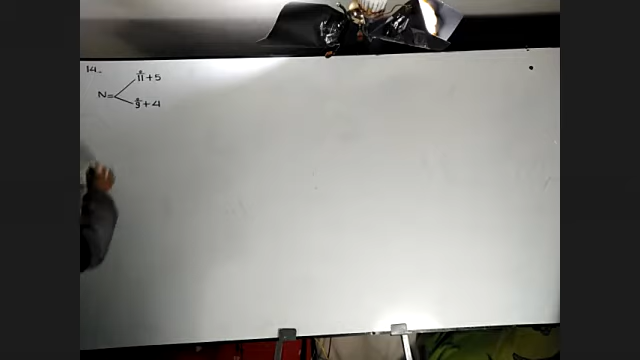 14.-
11° + 5
N=
9° + 4